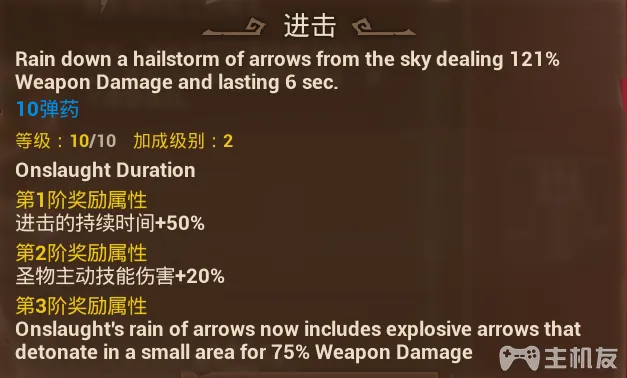 进击
Rain down a hailstorm of arrows from the sky dealing 121%
Weapon Damage and lasting 6 sec.
10弹药
等级：10/10 加成级别：2
Onslaught Duration
第1阶奖励属性
进击的持续时间+50%
第2阶奖励属性
圣物主动技能伤害+20%
第3阶奖励属性
Onslaught's rain of arrows now includes explosive arrows that
detonate in a small area for 75% Weapon Damage
主机友